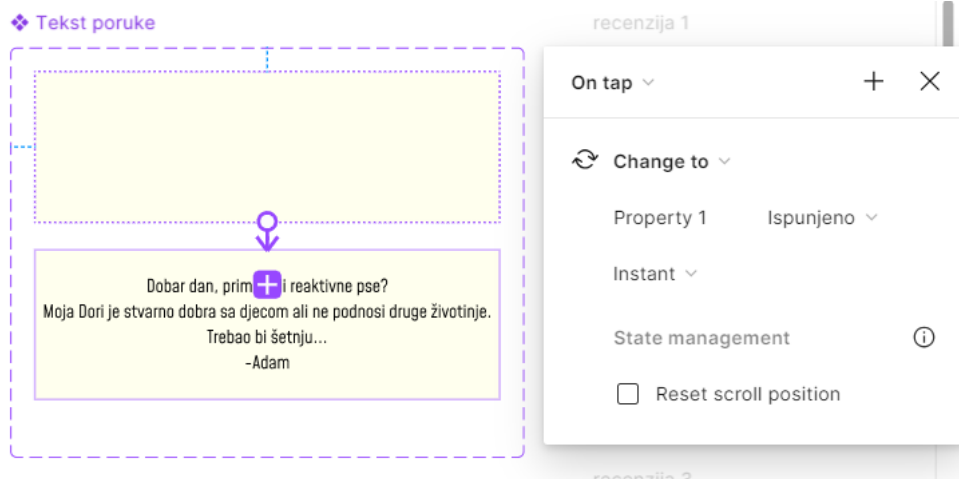 Tekst poruke
recenzija 1
On tap
Change to
Property 1 Ispunjeno
Instant
State management
Reset scroll position
Dobar dan, prim i reaktivne pse?
Moja Dori je stvarno dobra sa djecom ali ne podnosi druge životinje.
Trebao bi šetnju...
-Adam